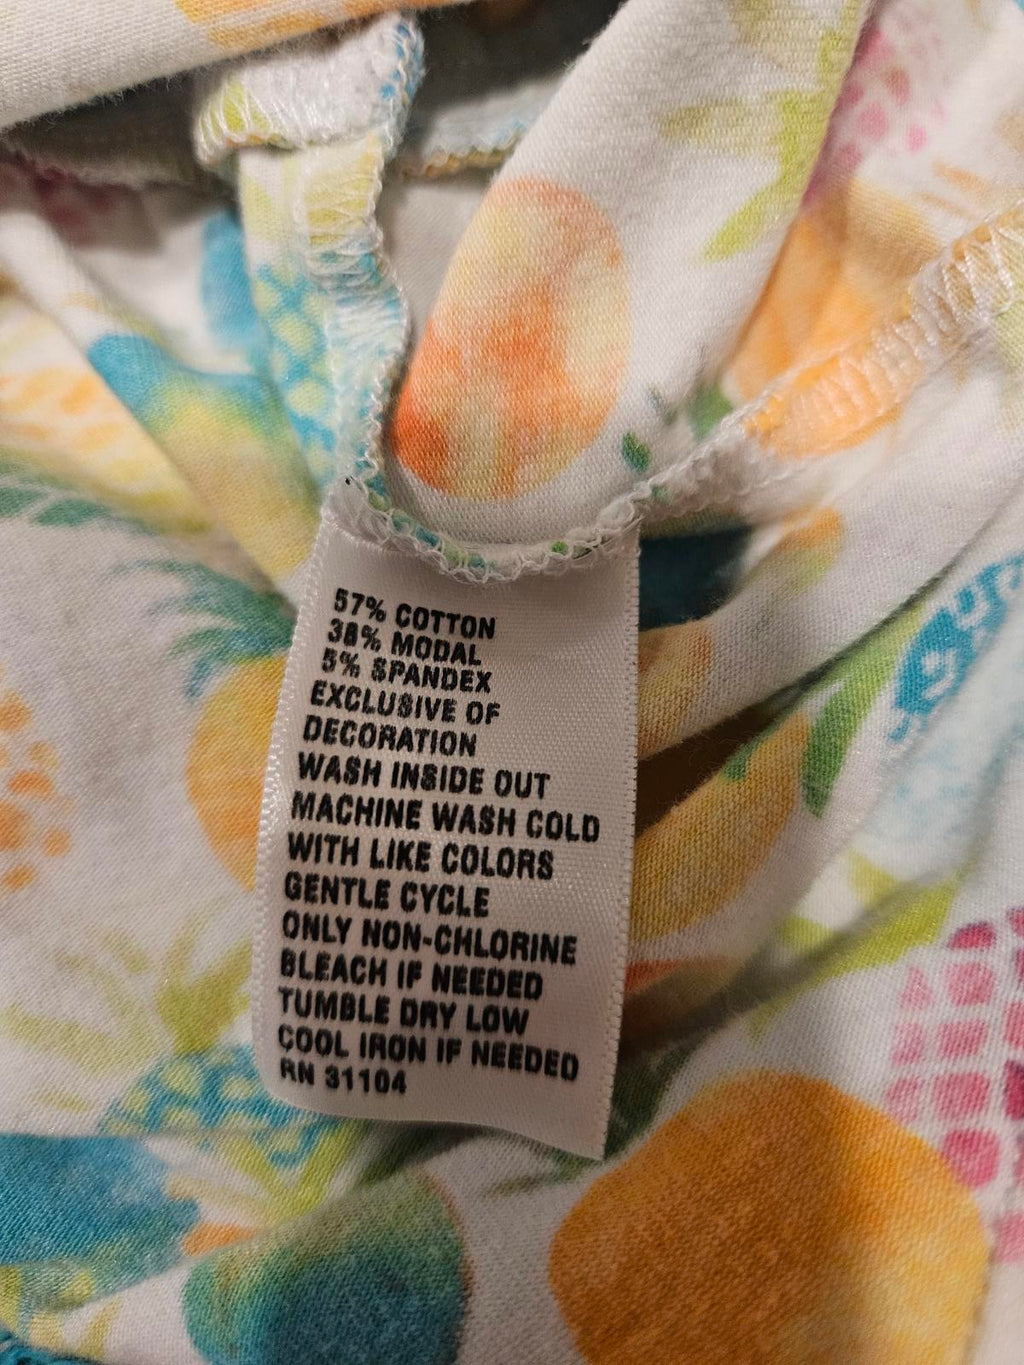 57% COTTON
38% MODAL
5% SPANDEX
EXCLUSIVE OF
DECORATION
WASH INSIDE OUT
MACHINE WASH COLD
WITH LIKE COLORS
GENTLE CYCLE
ONLY NON-CHLORINE
BLEACH IF NEEDED
TUMBLE DRY LOW
COOL IRON IF NEEDED
RN 31104